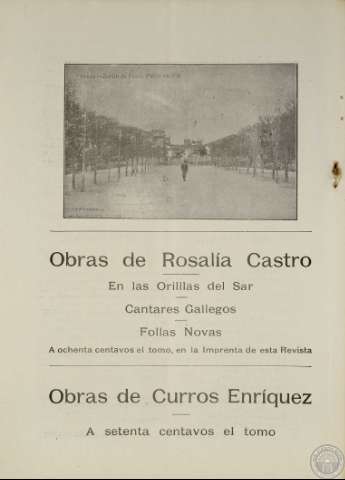 Obras de Rosalía Castro
En las Orilllas del Sar
Cantares Gallegos
Follas Novas
A ochenta centavos el tomo, en la Imprenta de esta Revista
Obras de Curros Enríquez
A setenta centavos el tomo